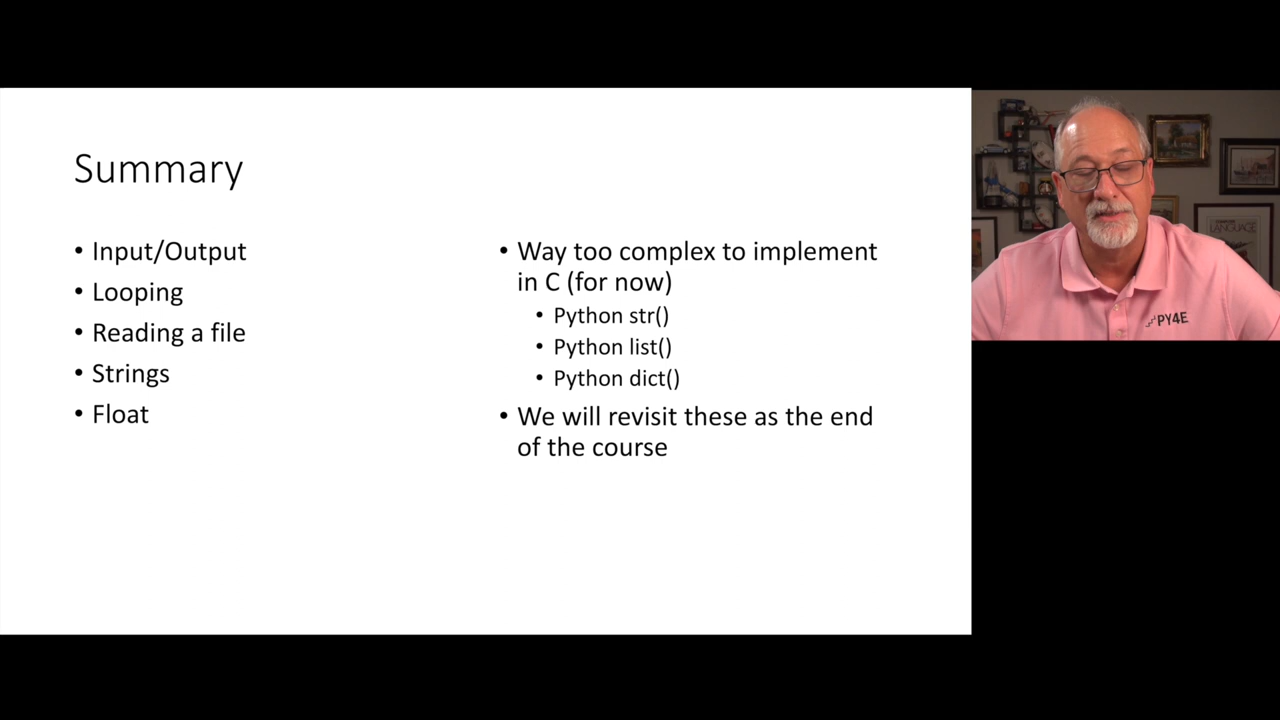 Summary
• Input/Output
• Looping
• Reading a file
• Strings
• Float
• Way too complex to implement
in C (for now)
• Python str()
• Python list()
• Python dict()
• We will revisit these as the end
of the course
PY4E
LANGUAGE